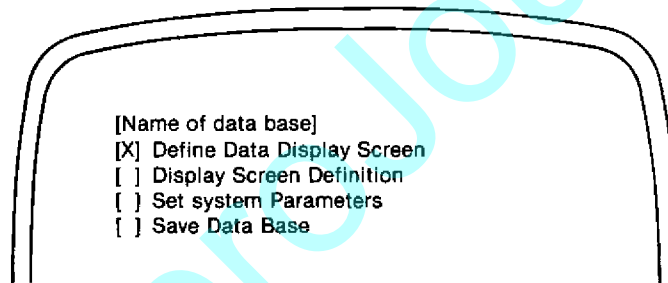 [Name of data base]
[X] Define Data Display Screen
[ ] Display Screen Definition
[ ] Set system Parameters
[ ] Save Data Base